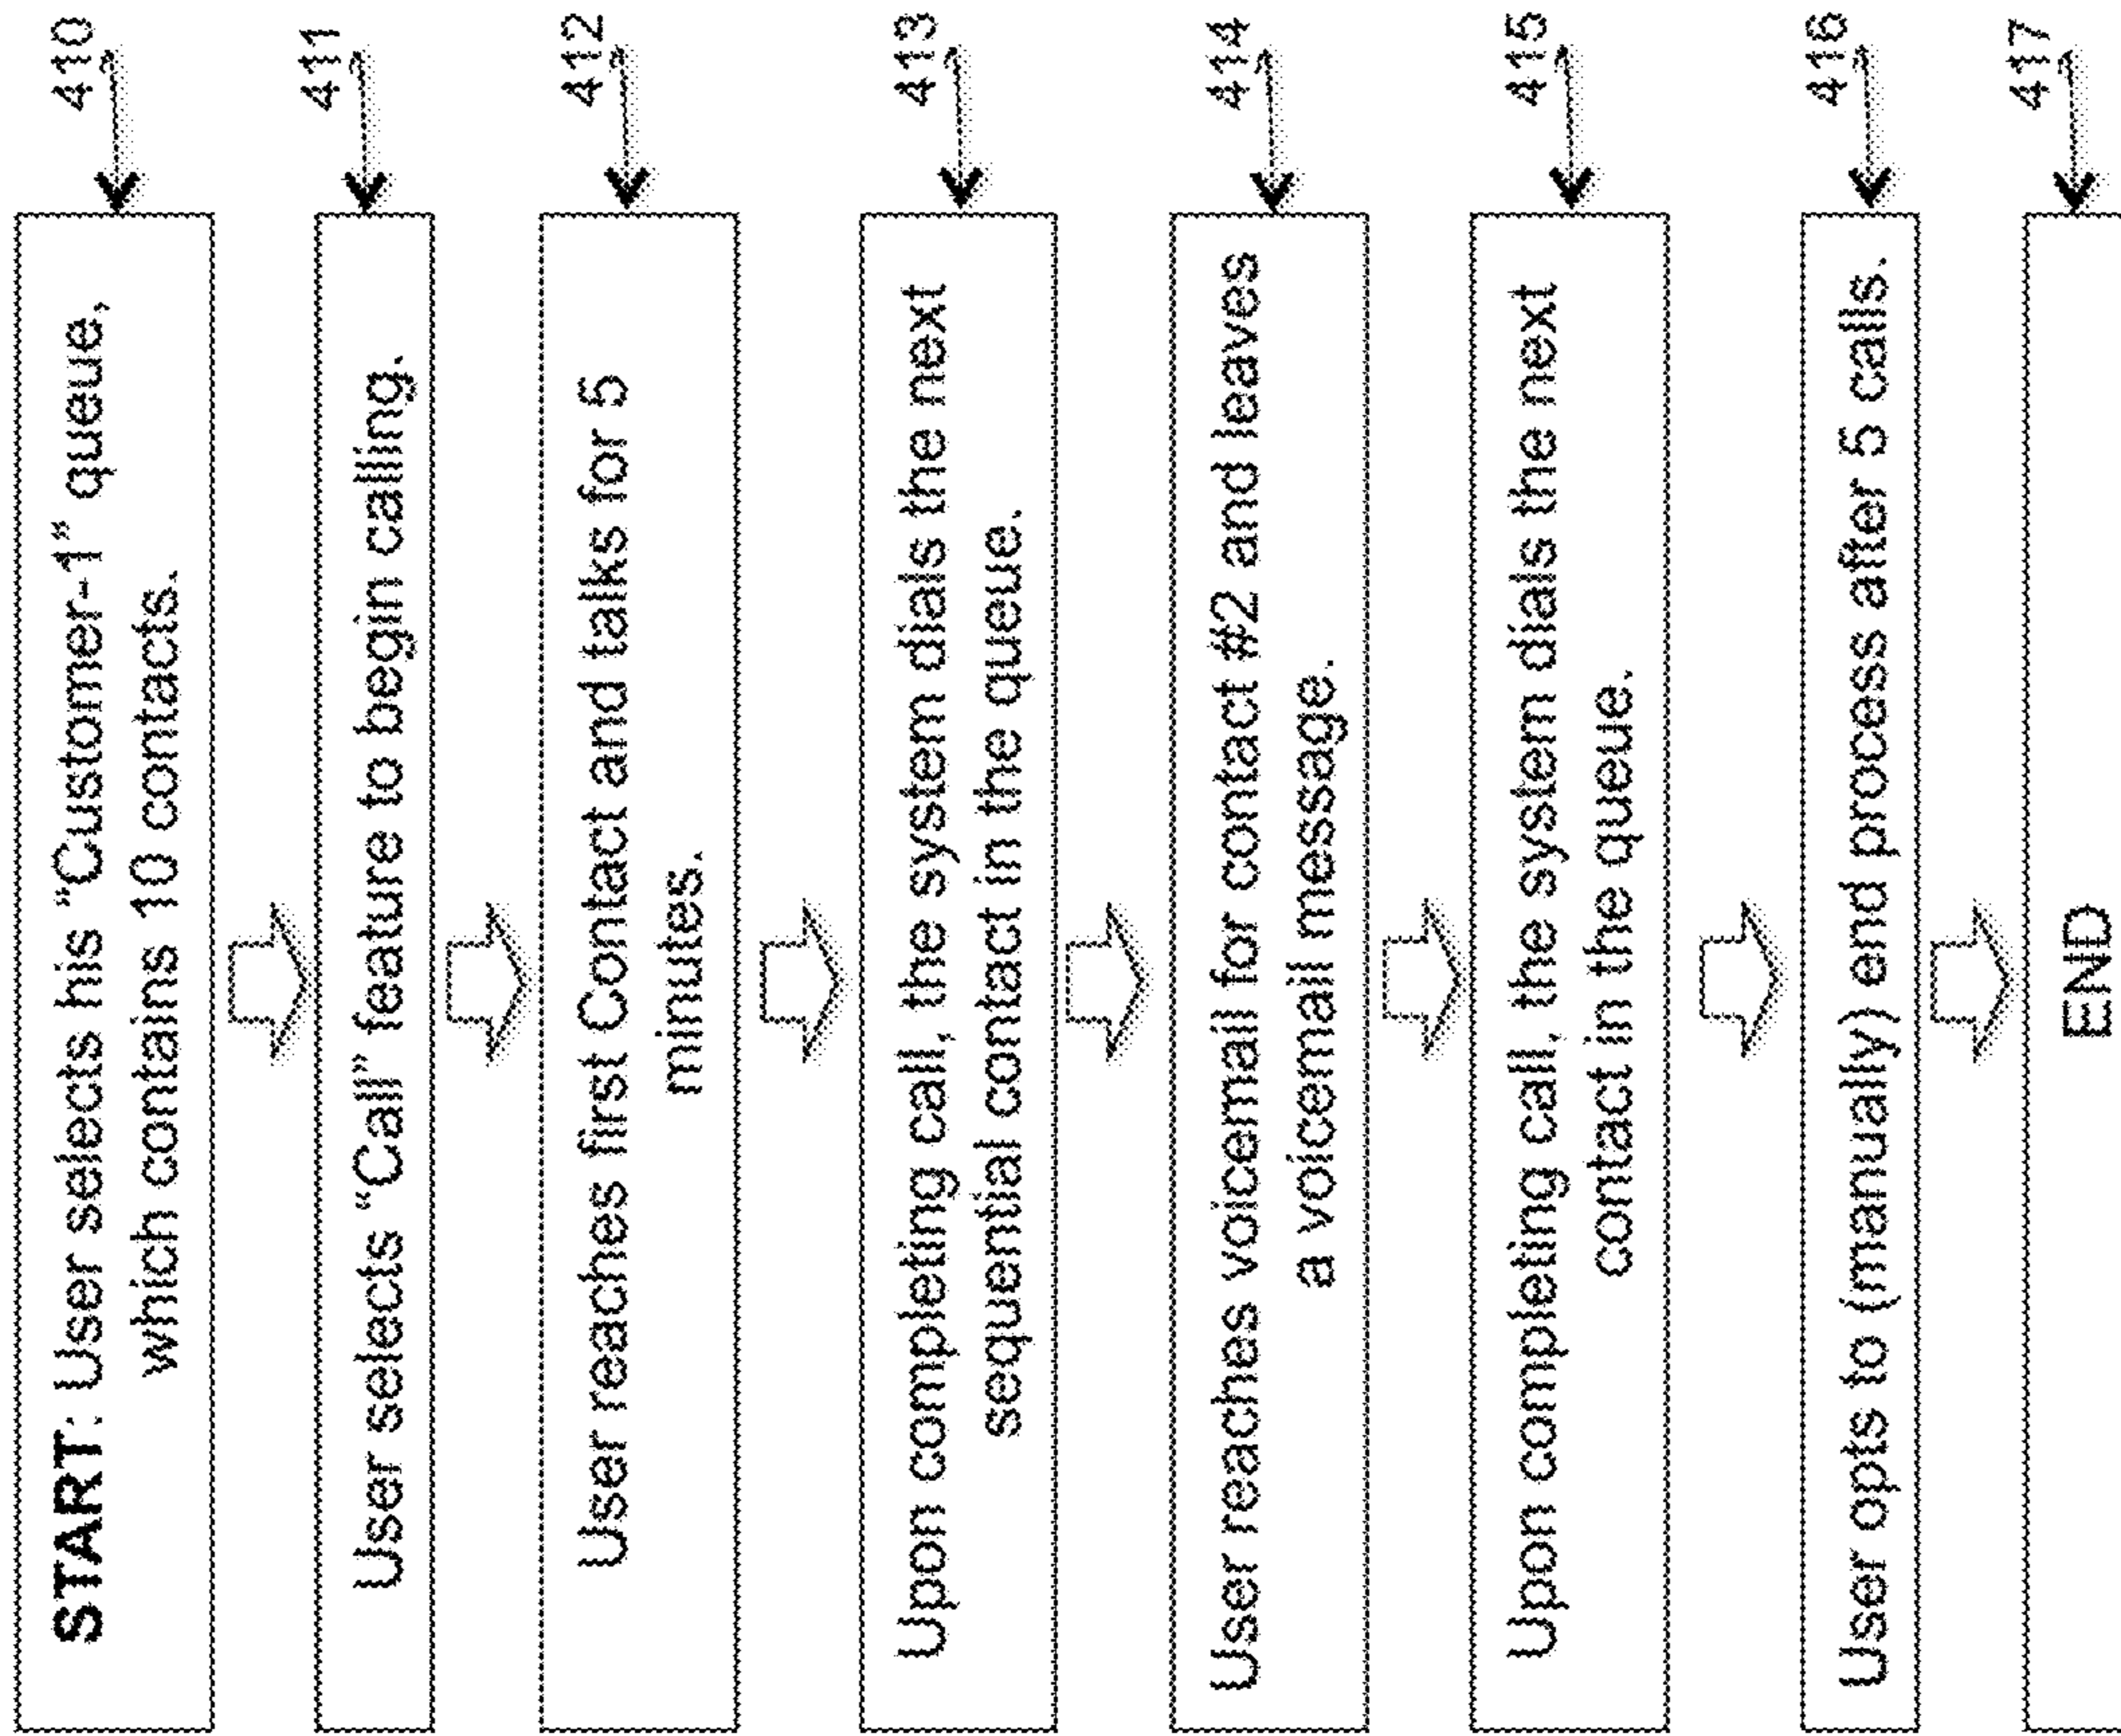 START: User selects his "Customer-1" queue,
which contains 10 contacts.
410
User selects "Call" feature to begin calling.
411
User reaches first Contact and talks for 5
minutes.
412
Upon completing call, the system dials the next
sequential contact in the queue.
413
User reaches voicemail for contact #2 and leaves
a voicemail message.
414
Upon completing call, the system dials the next
contact in the queue.
415
User opts to (manually) end process after 5 calls.
416
END
417